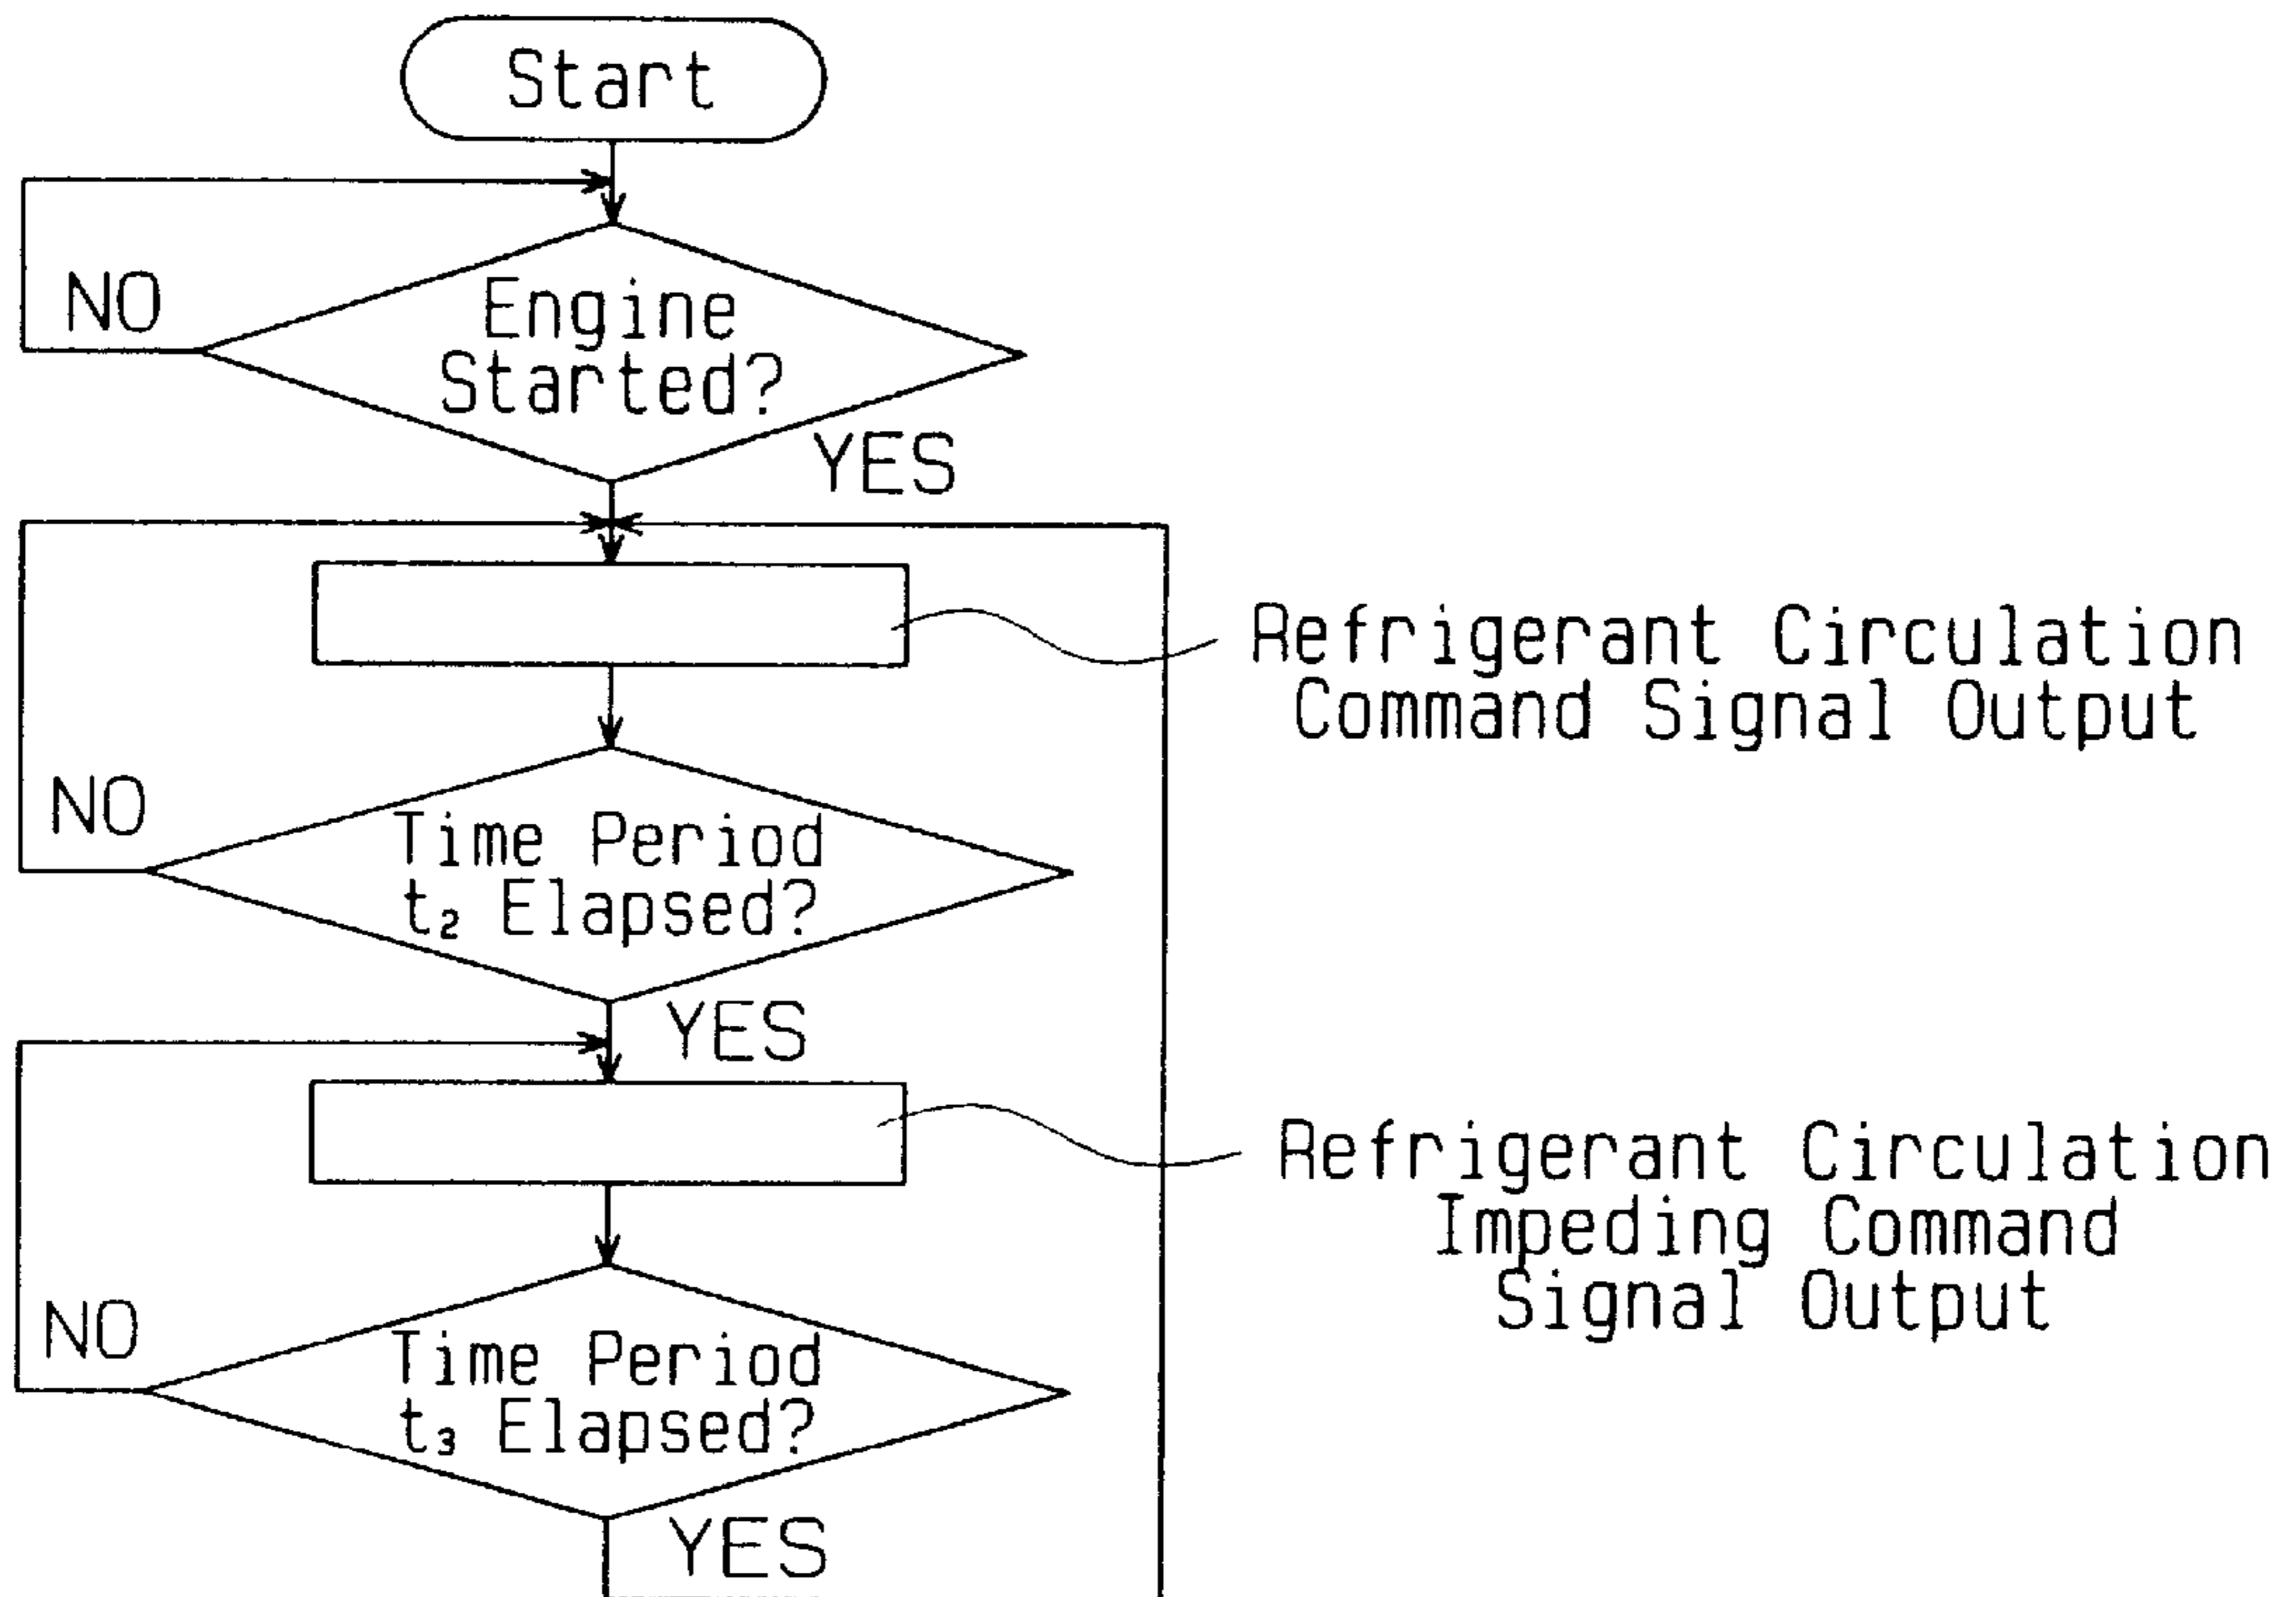 Start
NO
Engine
Started?
YES
Refrigerant Circulation
Command Signal Output
NO
Time Period
t₂ Elapsed?
YES
Refrigerant Circulation
Impeding Command
Signal Output
NO
Time Period
t₃ Elapsed?
YES